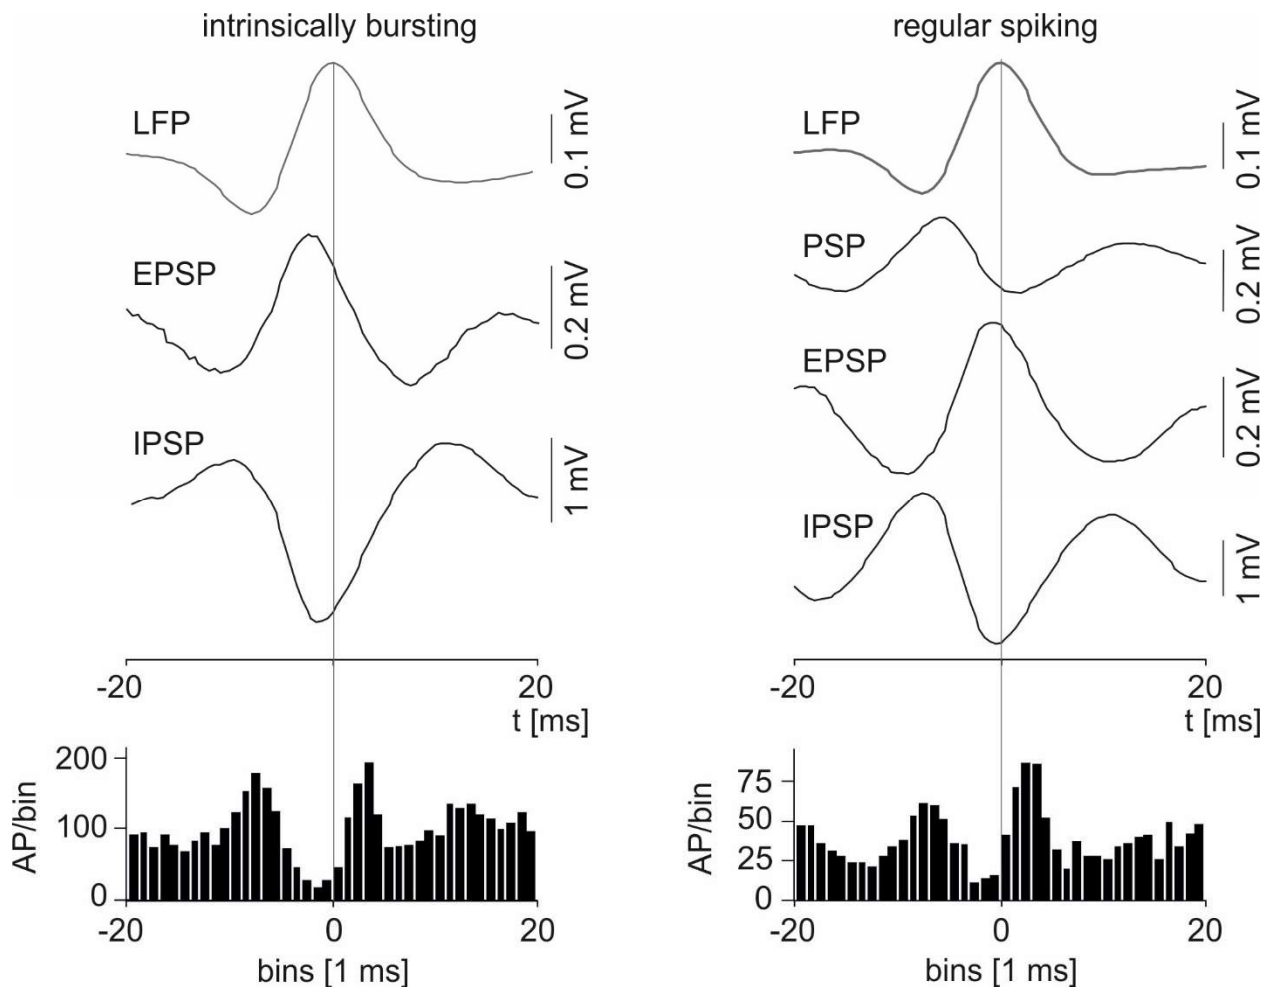 intrinsically bursting
LFP
0.1 mV
EPSP
0.2 mV
IPSP
1 mV
-20
20
t [ms]
AP/bin
200
100
0
-20
0
20
bins [1 ms]
regular spiking
LFP
0.1 mV
PSP
0.2 mV
EPSP
0.2 mV
IPSP
1 mV
-20
20
t [ms]
AP/bin
75
50
25
0
-20
0
20
bins [1 ms]